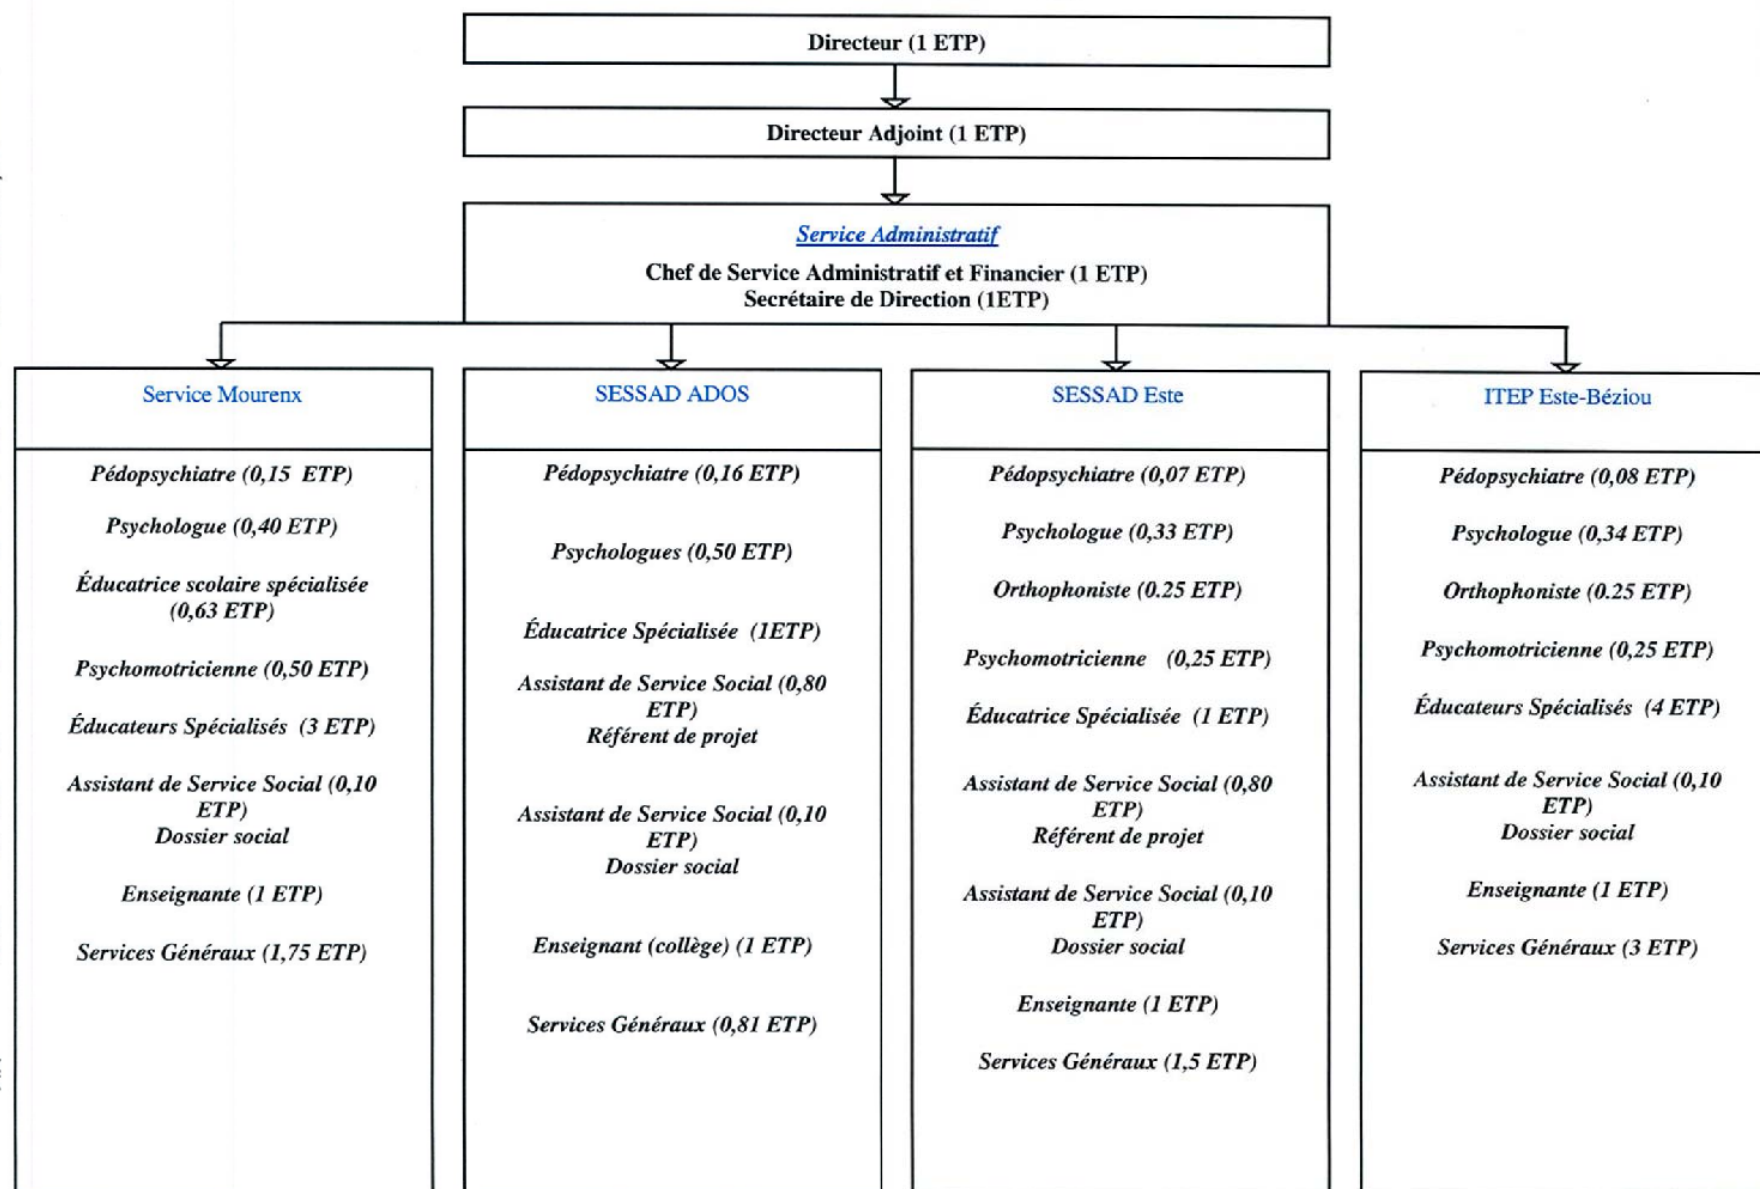 Directeur (1 ETP)
Directeur Adjoint (1 ETP)
Service Administratif
Chef de Service Administratif et Financier (1 ETP)
Secrétaire de Direction (1ETP)
Service Mourenx
Pédopsychiatre (0,15 ETP)
Psychologue (0,40 ETP)
Éducatrice scolaire spécialisée
(0,63 ETP)
Psychomotricienne (0,50 ETP)
Éducateurs Spécialisés (3 ETP)
Assistant de Service Social (0,10
ETP)
Dossier social
Enseignante (1 ETP)
Services Généraux (1,75 ETP)
SESSAD ADOS
Pédopsychiatre (0,16 ETP)
Psychologues (0,50 ETP)
Éducatrice Spécialisée (1ETP)
Assistant de Service Social (0,80
ETP)
Référent de projet
Assistant de Service Social (0,10
ETP)
Dossier social
Enseignant (collège) (1 ETP)
Services Généraux (0,81 ETP)
SESSAD Este
Pédopsychiatre (0,07 ETP)
Psychologue (0,33 ETP)
Orthophoniste (0.25 ETP)
Psychomotricienne (0,25 ETP)
Éducatrice Spécialisée (1 ETP)
Assistant de Service Social (0,80
ETP)
Référent de projet
Assistant de Service Social (0,10
ETP)
Dossier social
Enseignante (1 ETP)
Services Généraux (1,5 ETP)
ITEP Este-Béziou
Pédopsychiatre (0,08 ETP)
Psychologue (0,34 ETP)
Orthophoniste (0.25 ETP)
Psychomotricienne (0,25 ETP)
Éducateurs Spécialisés (4 ETP)
Assistant de Service Social (0,10
ETP)
Dossier social
Enseignante (1 ETP)
Services Généraux (3 ETP)